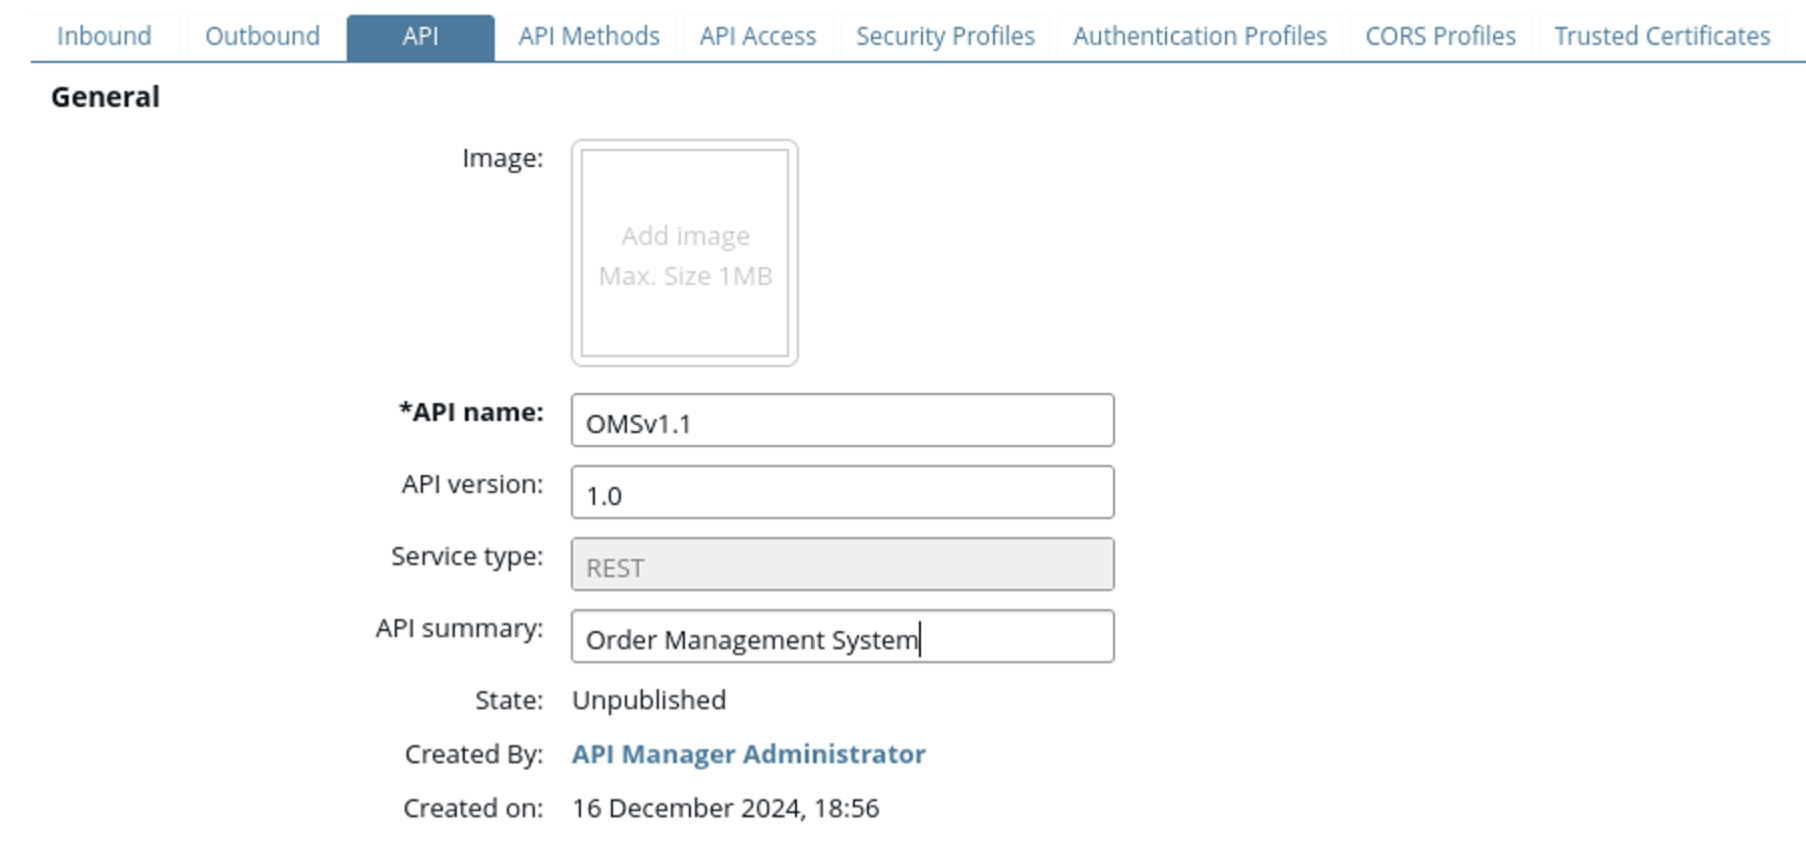 Inbound Outbound API API Methods API Access Security Profiles Authentication Profiles CORS Profiles Trusted Certificates
General
Image:
Add image
Max. Size 1MB
*API name: OMSv1.1
API version: 1.0
Service type: REST
API summary: Order Management System
State: Unpublished
Created By: API Manager Administrator
Created on: 16 December 2024, 18:56